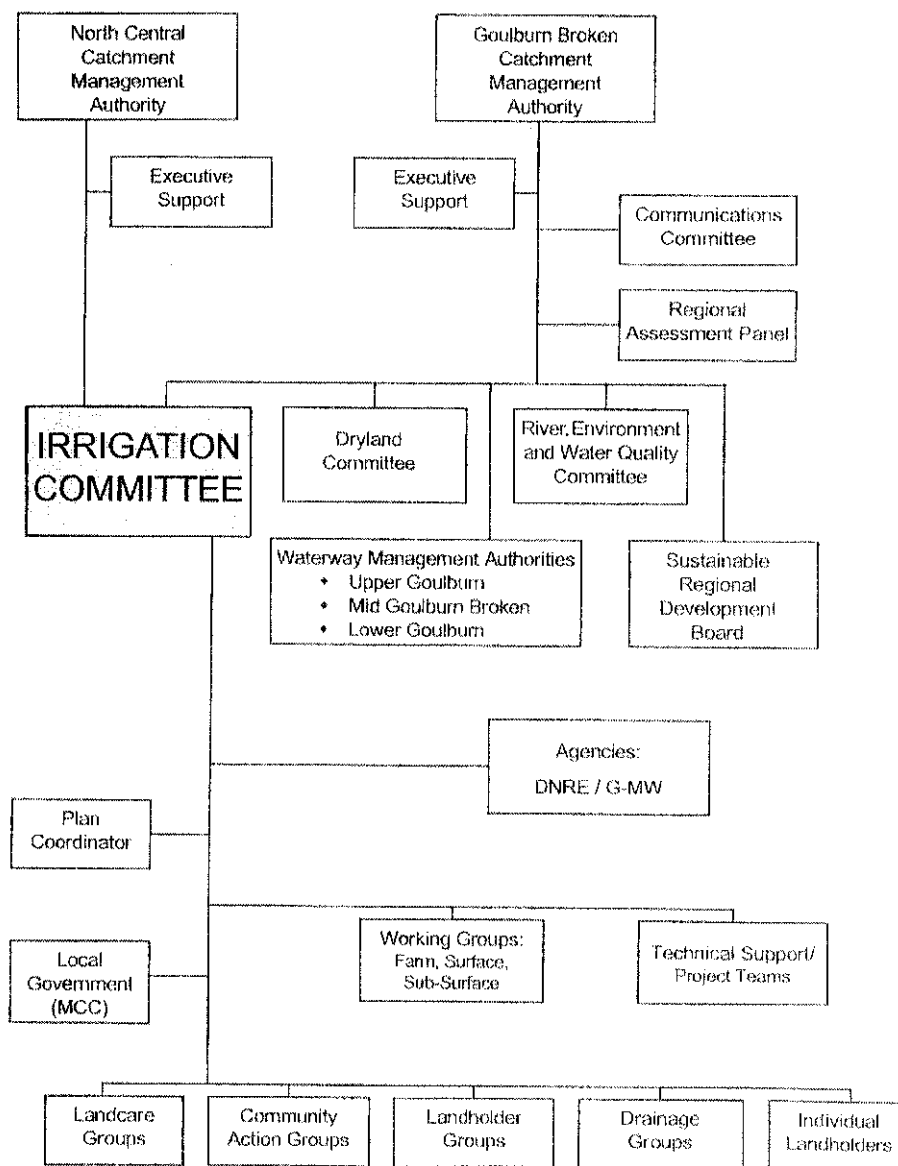 North Central
Catchment
Management
Authority
Goulburn Broken
Catchment
Management
Authority
Executive
Support
Executive
Support
Communications
Committee
Regional
Assessment Panel
IRRIGATION
COMMITTEE
Dryland
Committee
River, Environment
and Water Quality
Committee
Waterway Management Authorities
♦ Upper Goulburn
♦ Mid Goulburn Broken
♦ Lower Goulburn
Sustainable
Regional
Development
Board
Agencies:
DNRE / G-MW
Plan
Coordinator
Working Groups:
Farm, Surface,
Sub-Surface
Technical Support/
Project Teams
Local
Government
(MCC)
Landcare
Groups
Community
Action Groups
Landholder
Groups
Drainage
Groups
Individual
Landholders